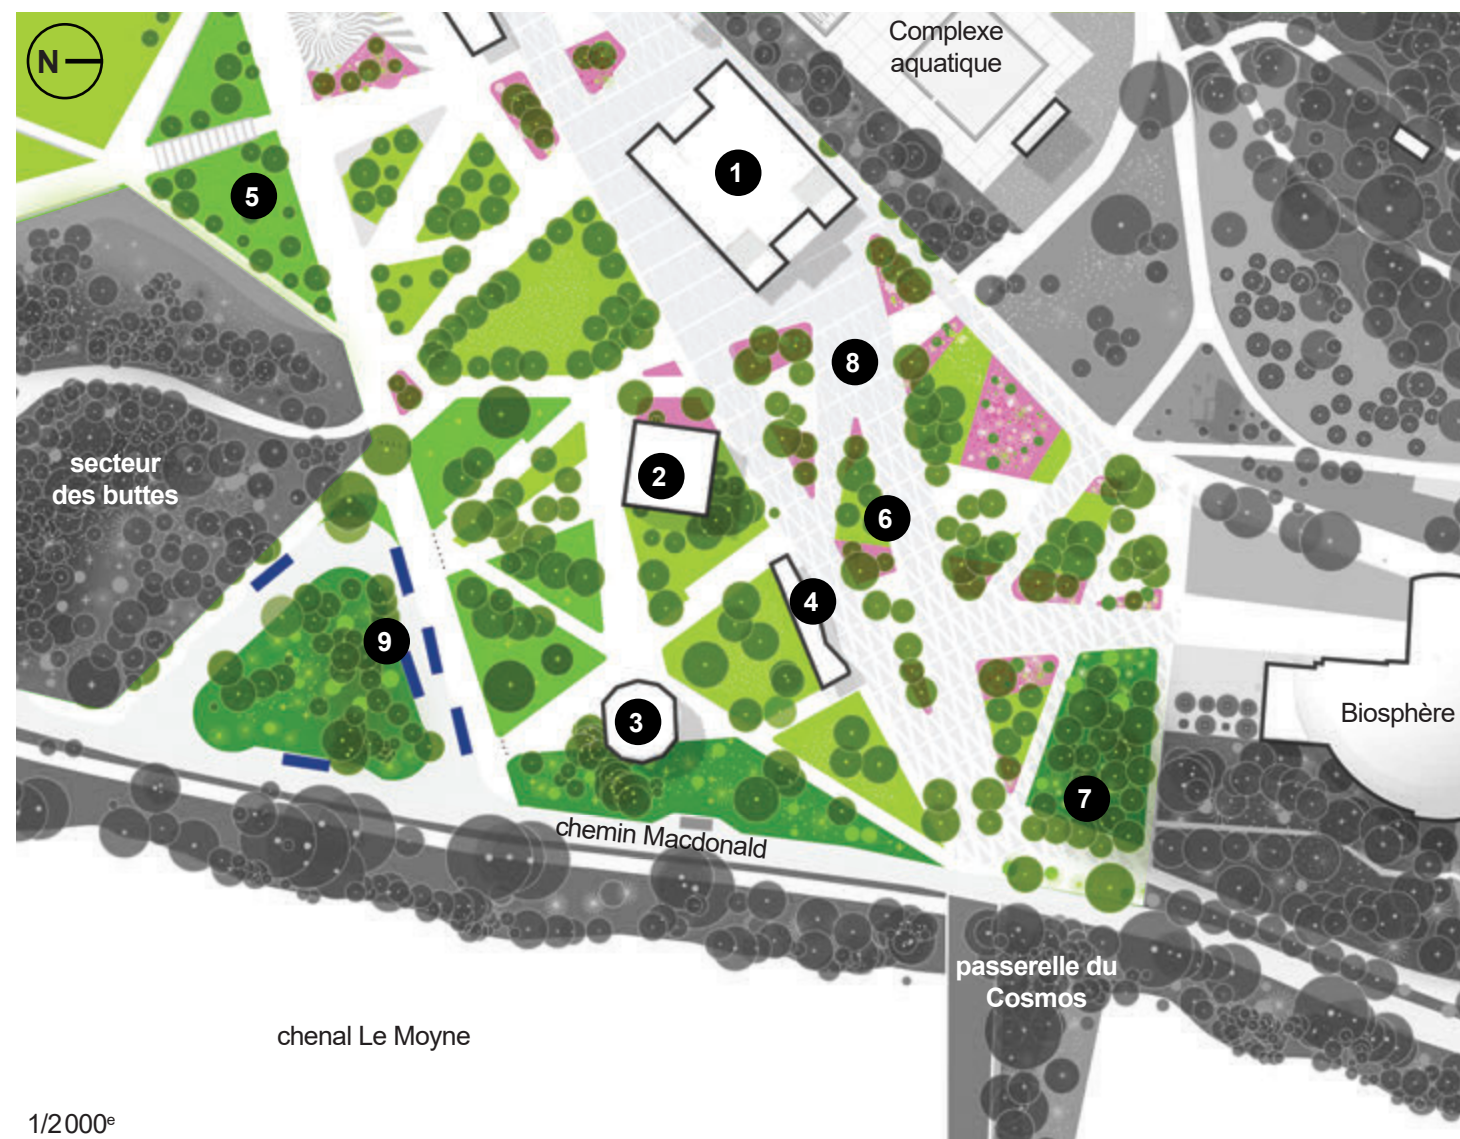 N
Complexe
aquatique
1
5
8
secteur
des buttes
2
6
4
9
3
Biosphère
7
chemin Macdonald
passerelle du
Cosmos
chenal Le Moyne
1/2000e